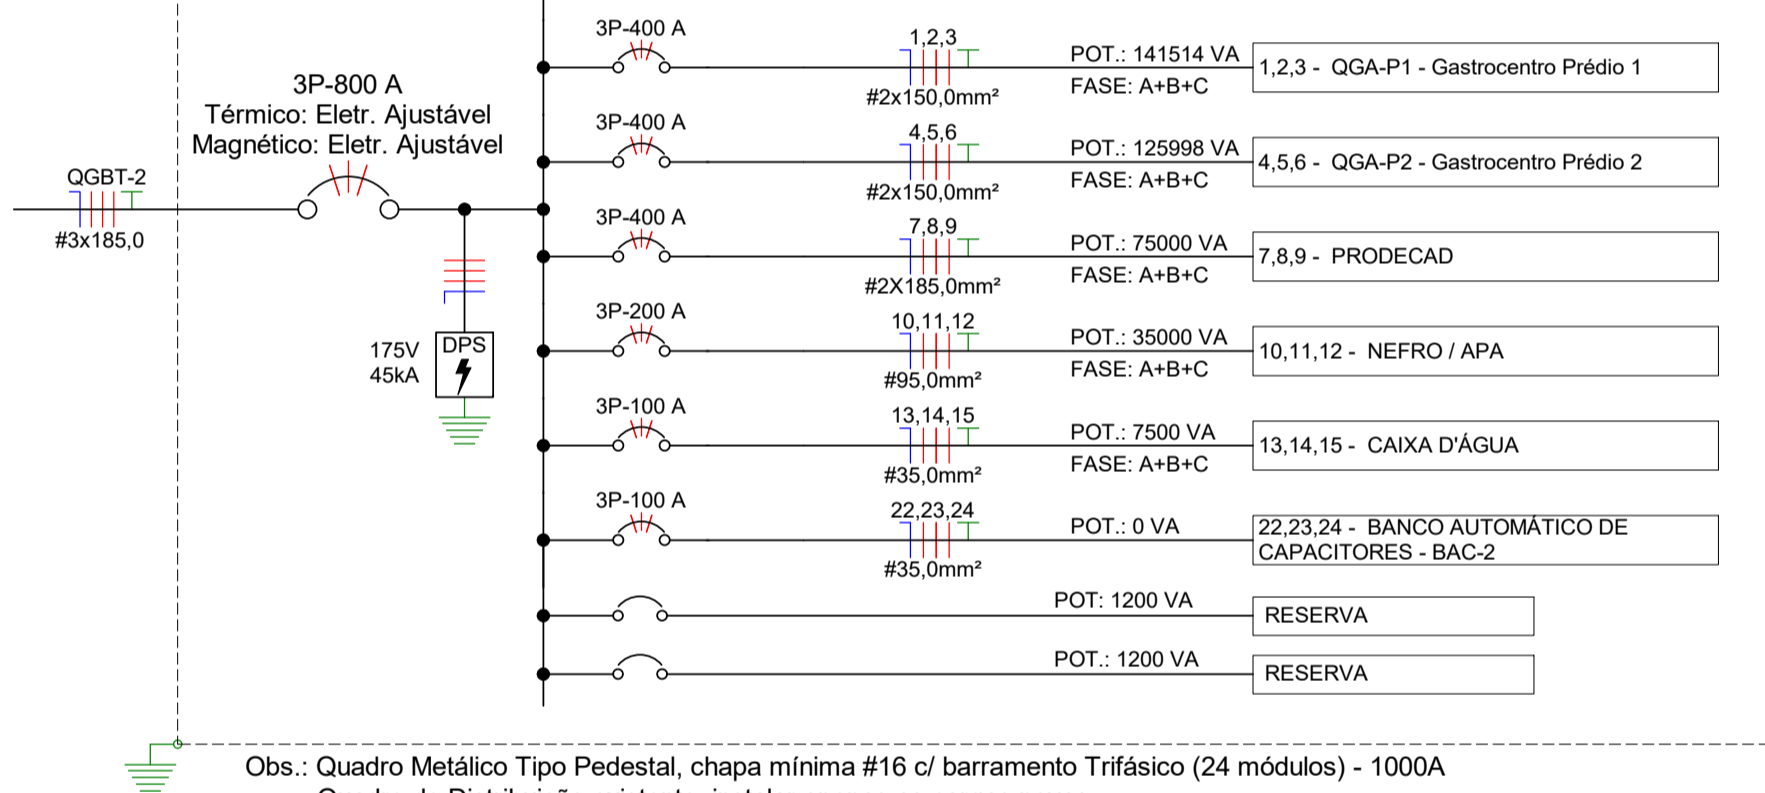 QGBT-2
#3x185,0
3P-800 A
Térmico: Eletr. Ajustável
Magnético: Eletr. Ajustável
175V
45kA
DPS
3P-400 A
1,2,3
#2x150,0mm²
POT.: 141514 VA
FASE: A+B+C
1,2,3 - QGA-P1 - Gastrocentro Prédio 1
3P-400 A
4,5,6
#2x150,0mm²
POT.: 125998 VA
FASE: A+B+C
4,5,6 - QGA-P2 - Gastrocentro Prédio 2
3P-400 A
7,8,9
#2X185,0mm²
POT.: 75000 VA
FASE: A+B+C
7,8,9 - PRODECAD
3P-200 A
10,11,12
#95,0mm²
POT.: 35000 VA
FASE: A+B+C
10,11,12 - NEFRO / APA
3P-100 A
13,14,15
#35,0mm²
POT.: 7500 VA
FASE: A+B+C
13,14,15 - CAIXA D'ÁGUA
3P-100 A
22,23,24
#35,0mm²
POT.: 0 VA
22,23,24 - BANCO AUTOMÁTICO DE
CAPACITORES - BAC-2
POT: 1200 VA
RESERVA
POT.: 1200 VA
RESERVA
Obs.: Quadro Metálico Tipo Pedestal, chapa mínima #16 c/ barramento Trifásico (24 módulos) - 1000A